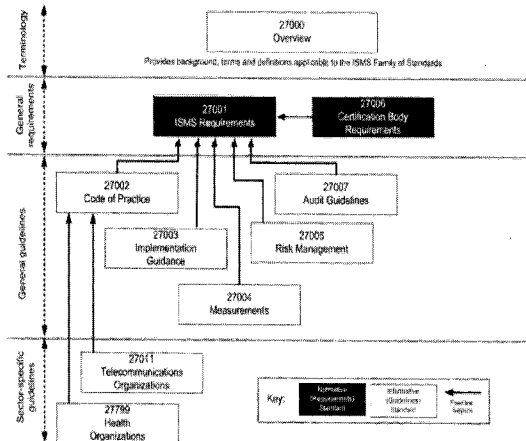 Terminology
27000
Overview
Provides background, terms and definitions applicable to the ISMS Family of Standards
General
requirements
27001
ISMS Requirements
27006
Certification Body
Requirements
General guidelines
27002
Code of Practice
27007
Audit Guidelines
27003
Implementation
Guidance
27005
Risk Management
27004
Measurements
Sector-specific
guidelines
27011
Telecommunications
Organizations
27799
Health
Organizations
Key:
Normative
(Requirements)
Standard
Informative
(Guidelines)
Standard